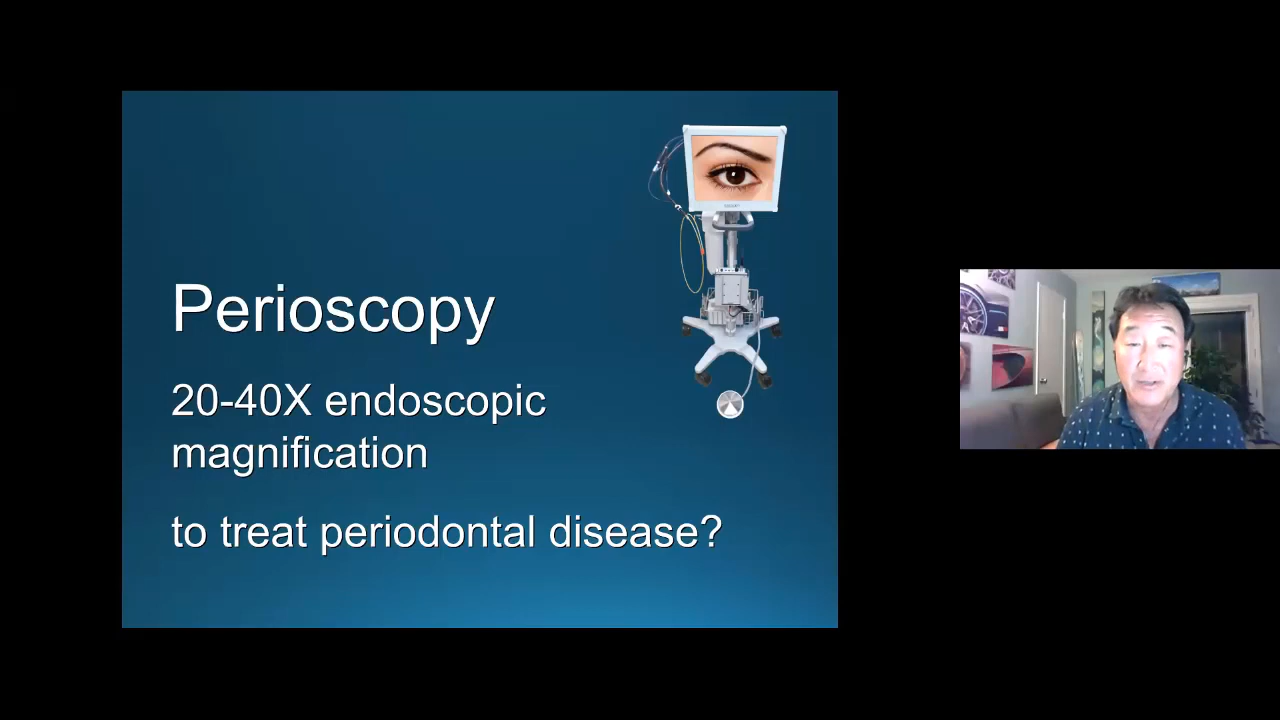 Perioscopy
20-40X endoscopic
magnification
to treat periodontal disease?